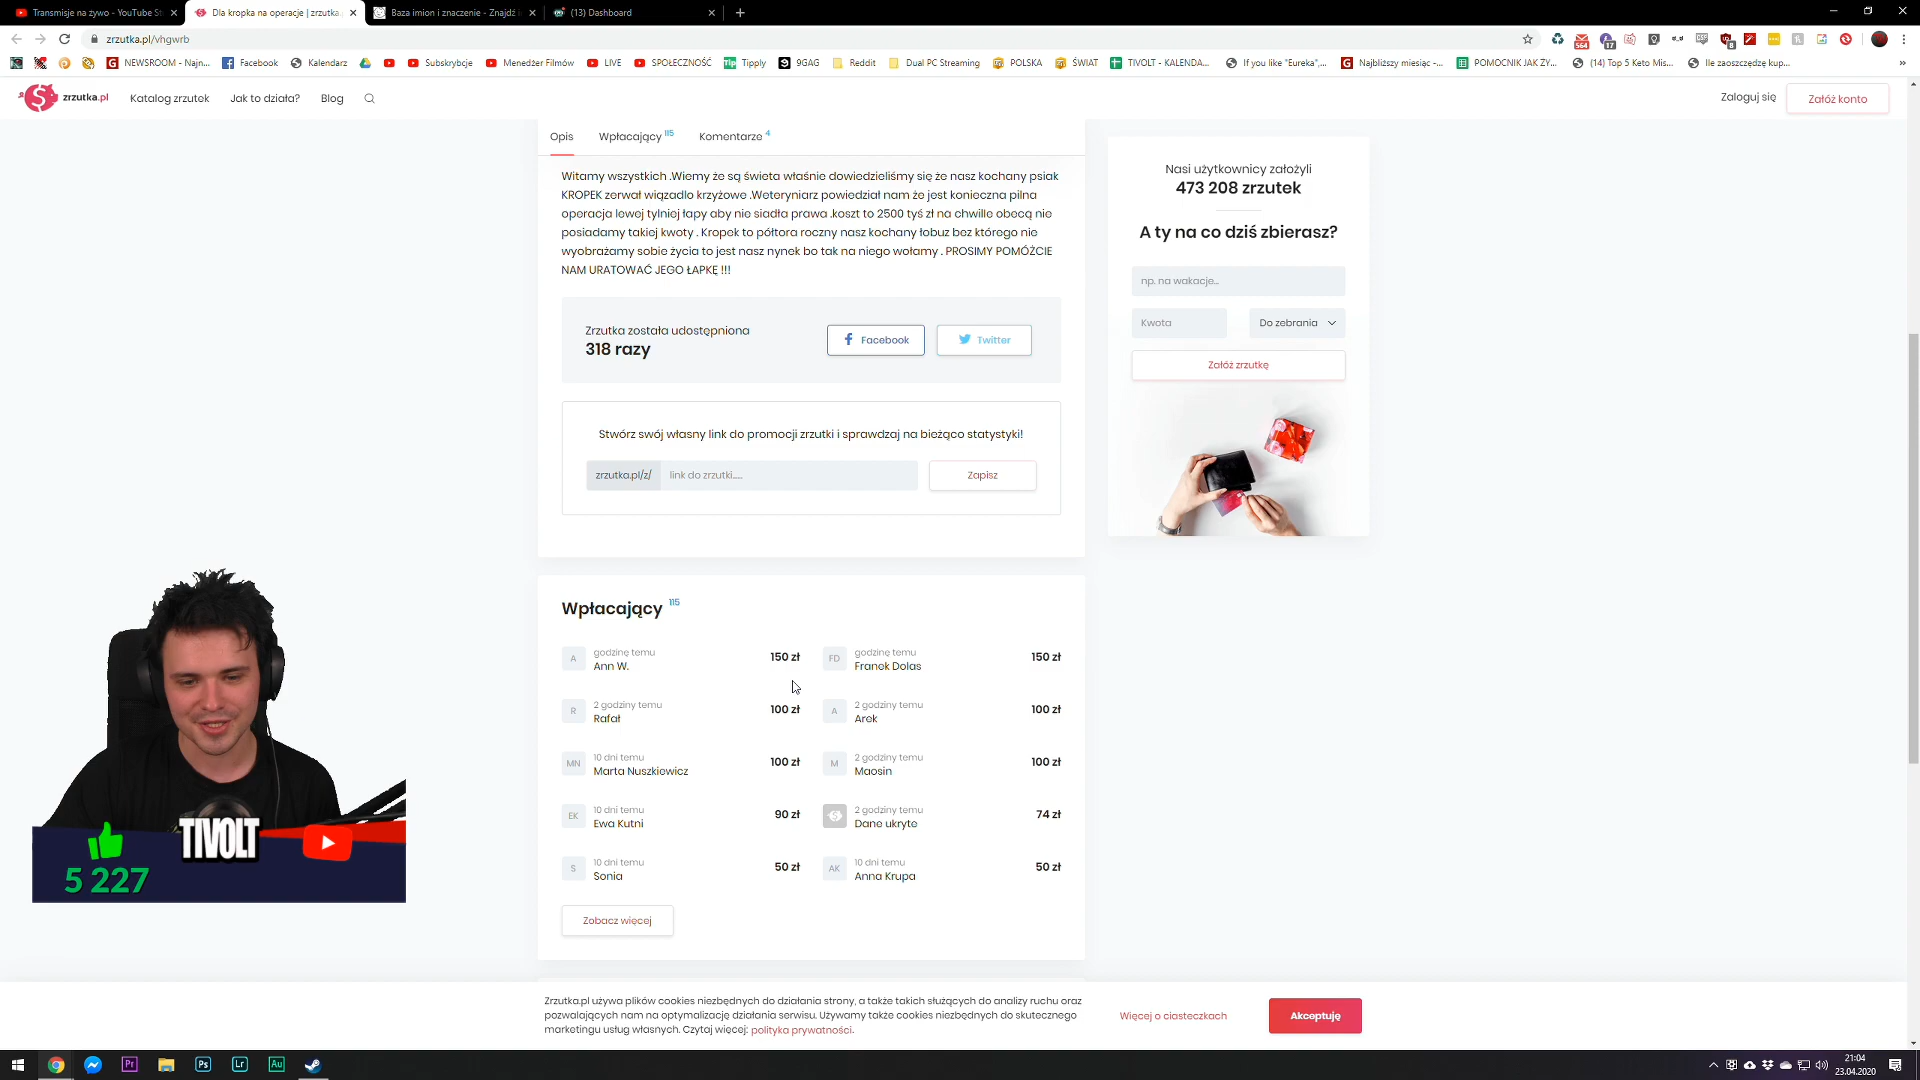 Transmisje na żywo - YouTube St
Dla kropka na operacje | zrzutka.
Baza imion i znaczenie - Znajdź i
(13) Dashboard
zrzutka.pl/vhgwrb
564
17
8
NEWSROOM - Najn...
Facebook
Kalendarz
Subskrybcje
Menedżer Filmów
LIVE
SPOŁECZNOŚĆ
Tipply
9GAG
Reddit
Dual PC Streaming
POLSKA
ŚWIAT
TIVOLT - KALENDA...
If you like "Eureka",...
Najbliższy miesiąc -...
POMOCNIK JAK ZY...
(14) Top 5 Keto Mis...
Ile zaoszczędzę kup...
zrzutka.pl
Katalog zrzutek
Jak to działa?
Blog
Zaloguj się
Załóż konto
Opis
Wpłacający 115
Komentarze 4
Witamy wszystkich .Wiemy że są świeta właśnie dowiedzieliśmy się że nasz kochany psiak
KROPEK zerwał wiązadlo krzyżowe .Weteryniarz powiedział nam że jest konieczna pilna
operacja lewej tylniej łapy aby nie siadła prawa .koszt to 2500 tyś zł na chwille obecą nie
posiadamy takiej kwoty . Kropek to półtora roczny nasz kochany łobuz bez którego nie
wyobrażamy sobie życia to jest nasz nynek bo tak na niego wołamy . PROSIMY POMÓŻCIE
NAM URATOWAĆ JEGO ŁAPKĘ !!!
Zrzutka została udostępniona
318 razy
Facebook
Twitter
Stwórz swój własny link do promocji zrzutki i sprawdzaj na bieżąco statystyki!
zrzutka.pl/z/
link do zrzutki.....
Zapisz
Nasi użytkownicy założyli
473 208 zrzutek
A ty na co dziś zbierasz?
np. na wakacje...
Kwota
Do zebrania
Załóż zrzutkę
Wpłacający 115
A
godzinę temu
Ann W.
150 zł
FD
godzinę temu
Franek Dolas
150 zł
R
2 godziny temu
Rafał
100 zł
A
2 godziny temu
Arek
100 zł
MN
10 dni temu
Marta Nuszkiewicz
100 zł
M
2 godziny temu
Maosin
100 zł
EK
10 dni temu
Ewa Kutni
90 zł
2 godziny temu
Dane ukryte
74 zł
S
10 dni temu
Sonia
50 zł
AK
10 dni temu
Anna Krupa
50 zł
Zobacz więcej
TIVOLT
5 227
Zrzutka.pl używa plików cookies niezbędnych do działania strony, a także takich służących do analizy ruchu oraz
pozwalających nam na optymalizację działania serwisu. Używamy także cookies niezbędnych do skutecznego
marketingu usług własnych. Czytaj więcej: polityka prywatności.
Więcej o ciasteczkach
Akceptuję
Pr
Ps
Lr
Au
21:04
23.04.2020